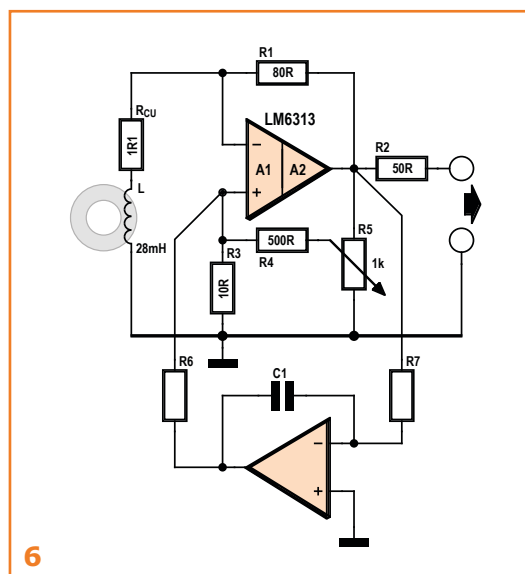 R1
80R
RCU
1R1
LM6313
A1
A2
−
+
R2
50R
L
28mH
R3
10R
R4
500R
R5
1k
R6
C1
R7
−
+
6